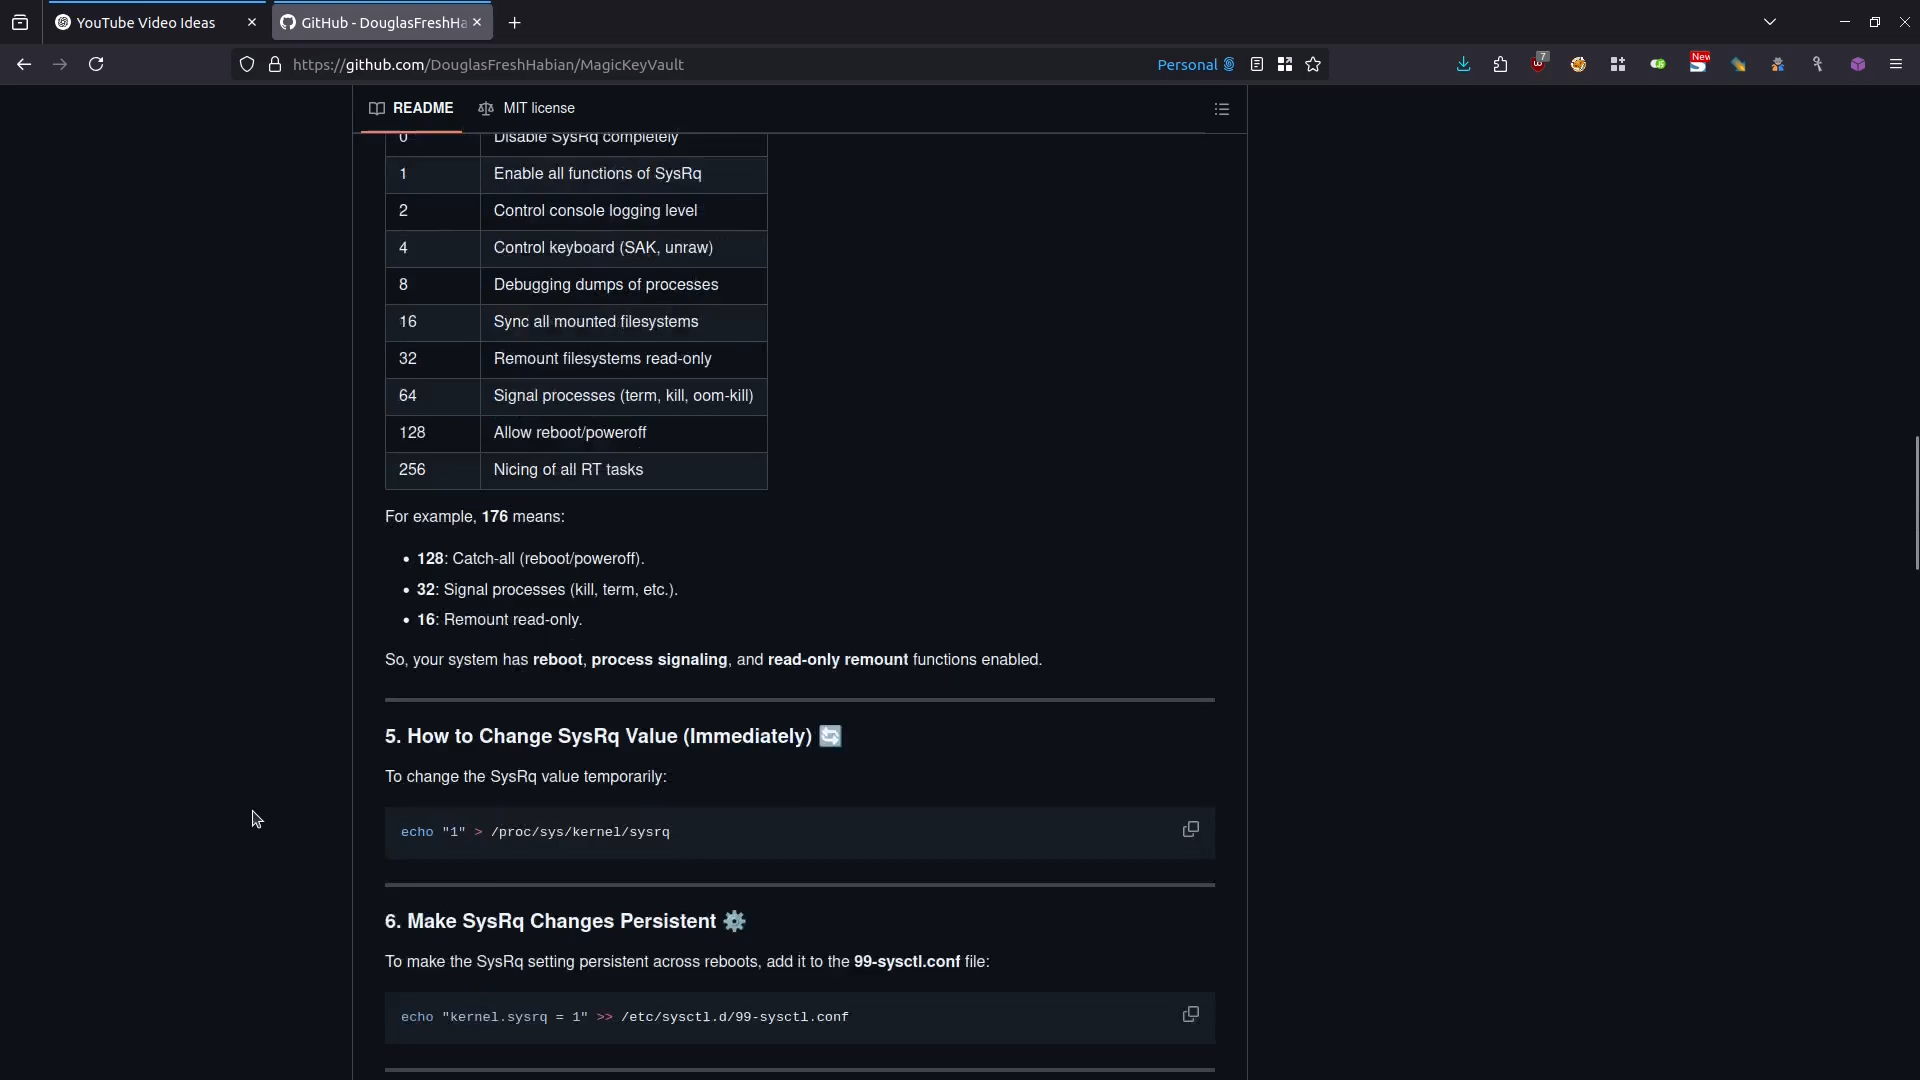 YouTube Video Ideas
GitHub - DouglasFreshHa
https://github.com/DouglasFreshHabian/MagicKeyVault
Personal
7
New
README
MIT license
0 Disable SysRq completely
1 Enable all functions of SysRq
2 Control console logging level
4 Control keyboard (SAK, unraw)
8 Debugging dumps of processes
16 Sync all mounted filesystems
32 Remount filesystems read-only
64 Signal processes (term, kill, oom-kill)
128 Allow reboot/poweroff
256 Nicing of all RT tasks
For example, 176 means:
• 128: Catch-all (reboot/poweroff).
• 32: Signal processes (kill, term, etc.).
• 16: Remount read-only.
So, your system has reboot, process signaling, and read-only remount functions enabled.
5. How to Change SysRq Value (Immediately) 🔄
To change the SysRq value temporarily:
echo "1" > /proc/sys/kernel/sysrq
6. Make SysRq Changes Persistent ⚙️
To make the SysRq setting persistent across reboots, add it to the 99-sysctl.conf file:
echo "kernel.sysrq = 1" >> /etc/sysctl.d/99-sysctl.conf